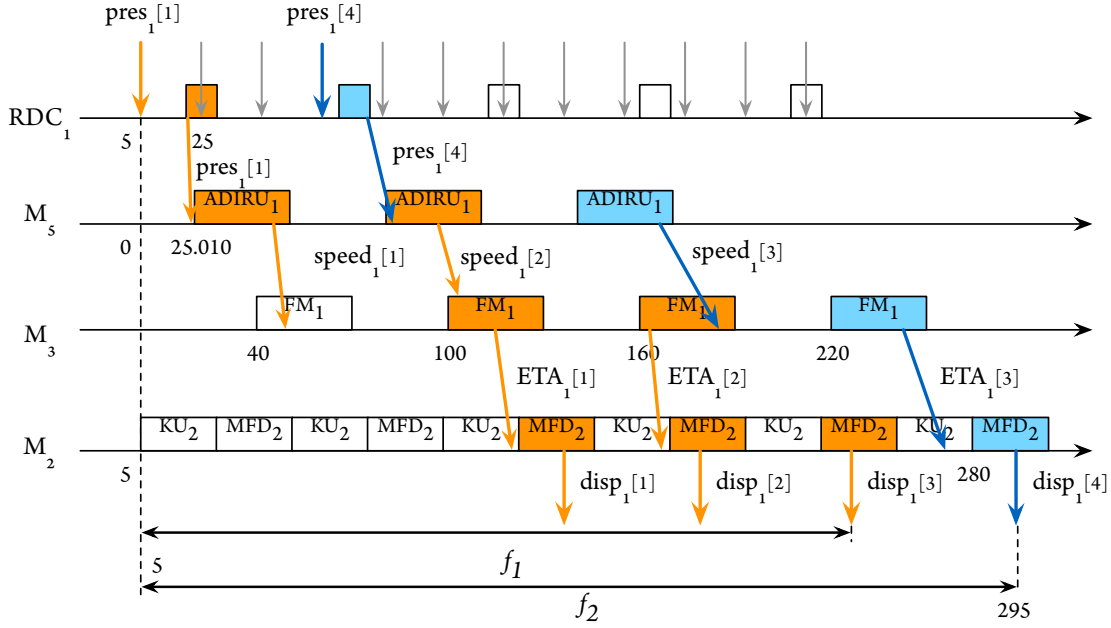 pres₁[1] pres₁[4]
RDC₁
5 25
pres₁[1] pres₁[4]
M₅ ADIRU₁ ADIRU₁ ADIRU₁
0 25.010
speed₁[1] speed₁[2] speed₁[3]
M₃ FM₁ FM₁ FM₁ FM₁
40 100 160 220
ETA₁[1] ETA₁[2] ETA₁[3]
M₂ KU₂ MFD₂ KU₂ MFD₂ KU₂ MFD₂ KU₂ MFD₂ KU₂ MFD₂ KU₂ MFD₂
5 280
disp₁[1] disp₁[2] disp₁[3] disp₁[4]
5 f1
f2 295